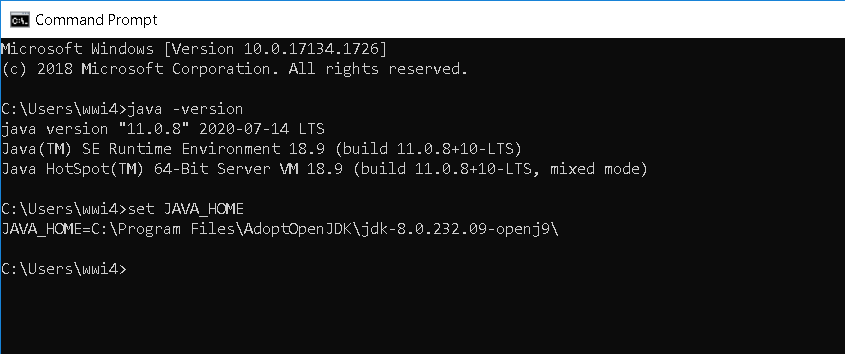 Command Prompt
Microsoft Windows [Version 10.0.17134.1726]
(c) 2018 Microsoft Corporation. All rights reserved.
C:\Users\wwi4>java -version
java version "11.0.8" 2020-07-14 LTS
Java(TM) SE Runtime Environment 18.9 (build 11.0.8+10-LTS)
Java HotSpot(TM) 64-Bit Server VM 18.9 (build 11.0.8+10-LTS, mixed mode)
C:\Users\wwi4>set JAVA_HOME
JAVA_HOME=C:\Program Files\AdoptOpenJDK\jdk-8.0.232.09-openj9\
C:\Users\wwi4>